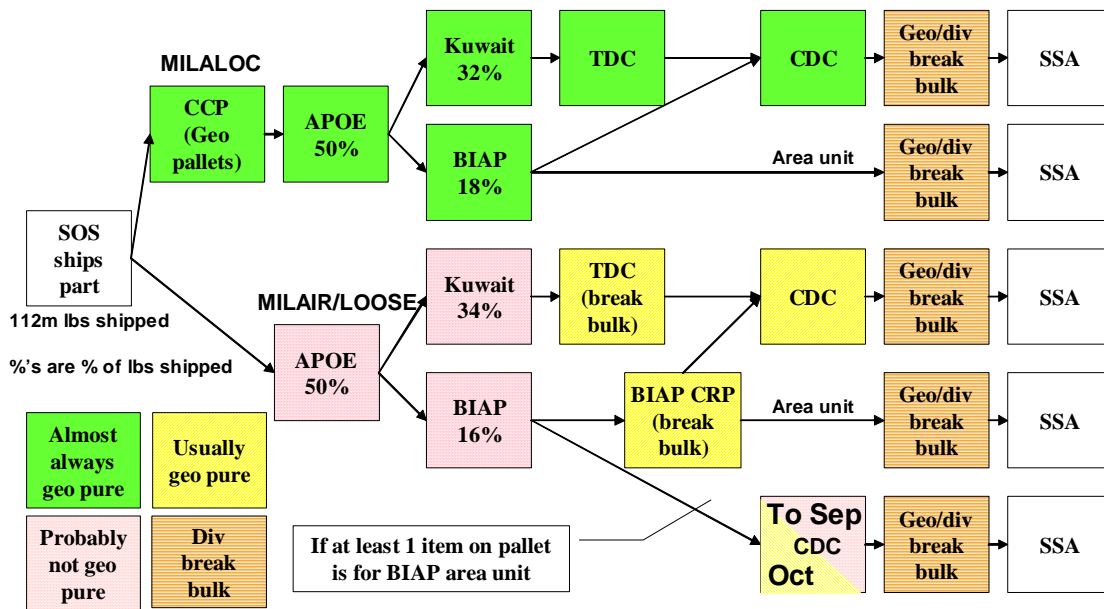 MILALOC
CCP
(Geo
pallets)
APOE
50%
Kuwait
32%
TDC
CDC
Geo/div
break
bulk
SSA
BIAP
18%
Area unit
Geo/div
break
bulk
SSA
SOS
ships
part
112m lbs shipped
%'s are % of lbs shipped
MILAIR/LOOSE
APOE
50%
Kuwait
34%
TDC
(break
bulk)
CDC
Geo/div
break
bulk
SSA
BIAP
16%
BIAP CRP
(break
bulk)
Area unit
Geo/div
break
bulk
SSA
To Sep
CDC
Oct
Geo/div
break
bulk
SSA
If at least 1 item on pallet
is for BIAP area unit
Almost
always
geo pure
Usually
geo pure
Probably
not geo
pure
Div
break
bulk